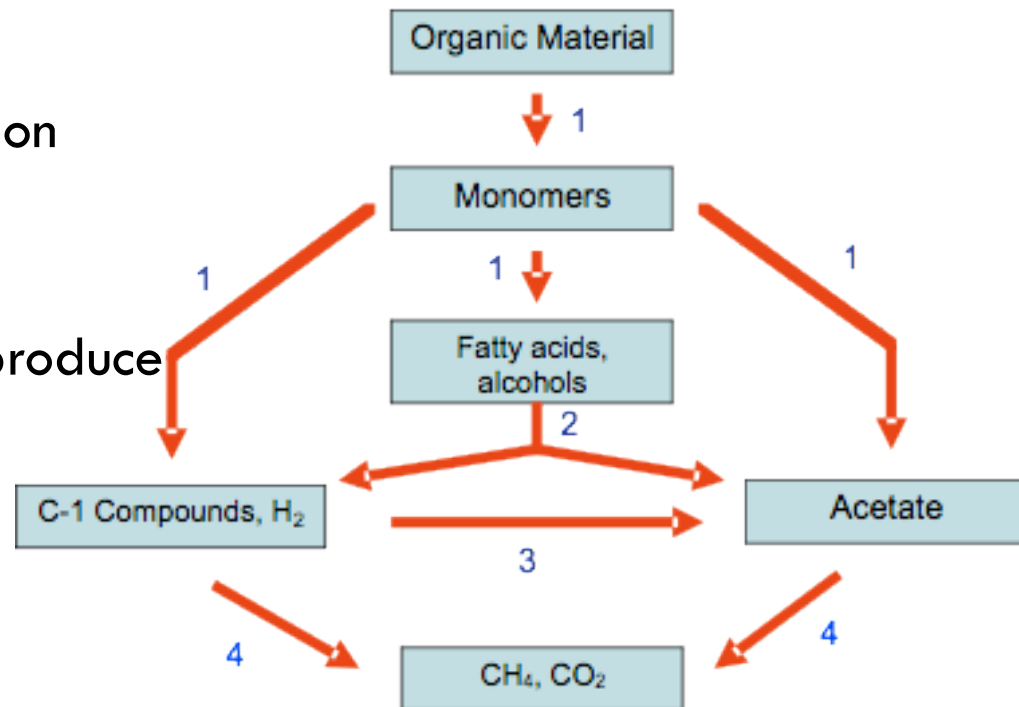 Organic Material
1
on
Monomers
1
1
1
produce
Fatty acids,
alcohols
2
C-1 Compounds, H₂
Acetate
3
4
4
CH₄, CO₂